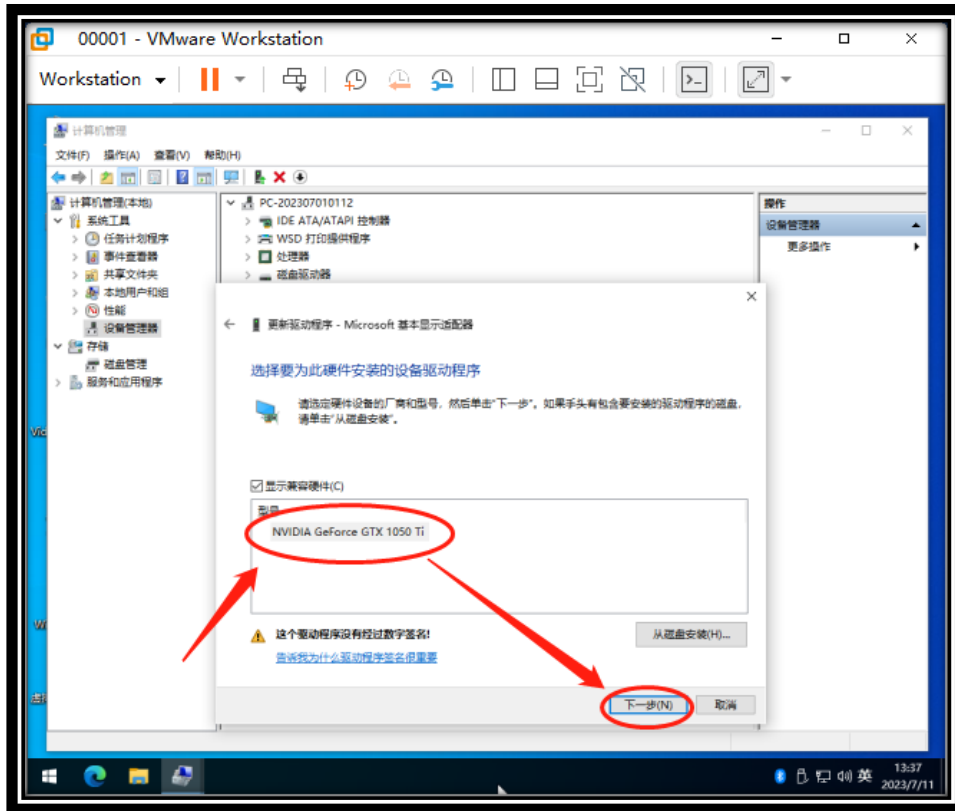 00001 - VMware Workstation
Workstation
计算机管理
文件(F) 操作(A) 查看(V) 帮助(H)
计算机管理(本地)
系统工具
任务计划程序
事件查看器
共享文件夹
本地用户和组
性能
设备管理器
存储
磁盘管理
服务和应用程序
PC-202307010112
IDE ATA/ATAPI 控制器
WSD 打印提供程序
处理器
磁盘驱动器
操作
设备管理器
更多操作
更新驱动程序 - Microsoft 基本显示适配器
选择要为此硬件安装的设备驱动程序
请选定硬件设备的厂商和型号，然后单击“下一步”。如果手头有包含要安装的驱动程序的磁盘，
请单击“从磁盘安装”。
显示兼容硬件(C)
型号
NVIDIA GeForce GTX 1050 Ti
这个驱动程序没有经过数字签名!
从磁盘安装(H)...
告诉我为什么驱动程序签名很重要
下一步(N)
取消
英
13:37
2023/7/11